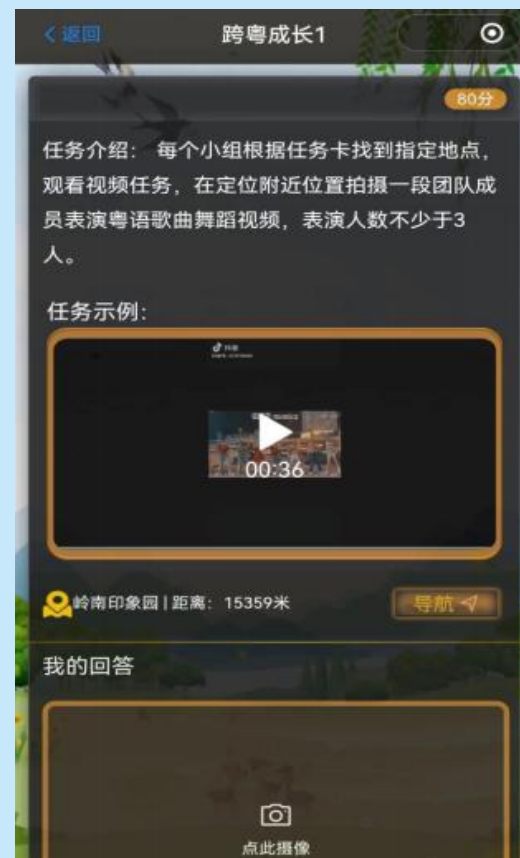 < 返回
跨粤成长1
80分
任务介绍： 每个小组根据任务卡找到指定地点，
观看视频任务，在定位附近位置拍摄一段团队成
员表演粤语歌曲舞蹈视频，表演人数不少于3
人。
任务示例：
抖音
00:36
岭南印象园 | 距离：15359米
导航
我的回答
点此摄像